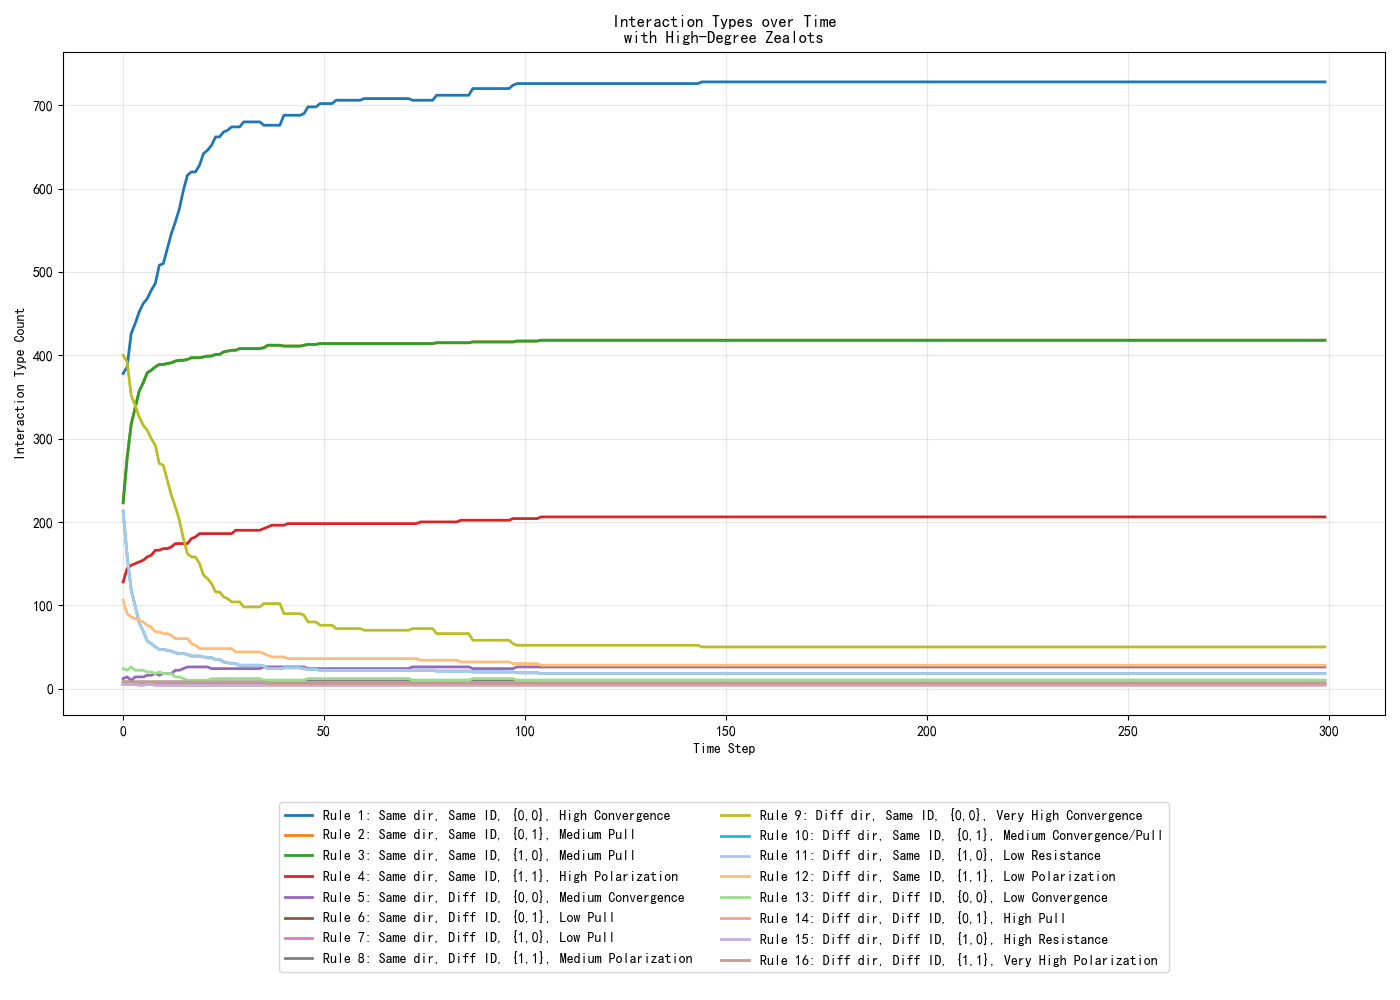 Interaction Types over Time
with High-Degree Zealots
Interaction Type Count
700
600
500
400
300
200
100
0
0 50 100 150 200 250 300
Time Step
Rule 1: Same dir, Same ID, {0,0}, High Convergence
Rule 2: Same dir, Same ID, {0,1}, Medium Pull
Rule 3: Same dir, Same ID, {1,0}, Medium Pull
Rule 4: Same dir, Same ID, {1,1}, High Polarization
Rule 5: Same dir, Diff ID, {0,0}, Medium Convergence
Rule 6: Same dir, Diff ID, {0,1}, Low Pull
Rule 7: Same dir, Diff ID, {1,0}, Low Pull
Rule 8: Same dir, Diff ID, {1,1}, Medium Polarization
Rule 9: Diff dir, Same ID, {0,0}, Very High Convergence
Rule 10: Diff dir, Same ID, {0,1}, Medium Convergence/Pull
Rule 11: Diff dir, Same ID, {1,0}, Low Resistance
Rule 12: Diff dir, Same ID, {1,1}, Low Polarization
Rule 13: Diff dir, Diff ID, {0,0}, Low Convergence
Rule 14: Diff dir, Diff ID, {0,1}, High Pull
Rule 15: Diff dir, Diff ID, {1,0}, High Resistance
Rule 16: Diff dir, Diff ID, {1,1}, Very High Polarization